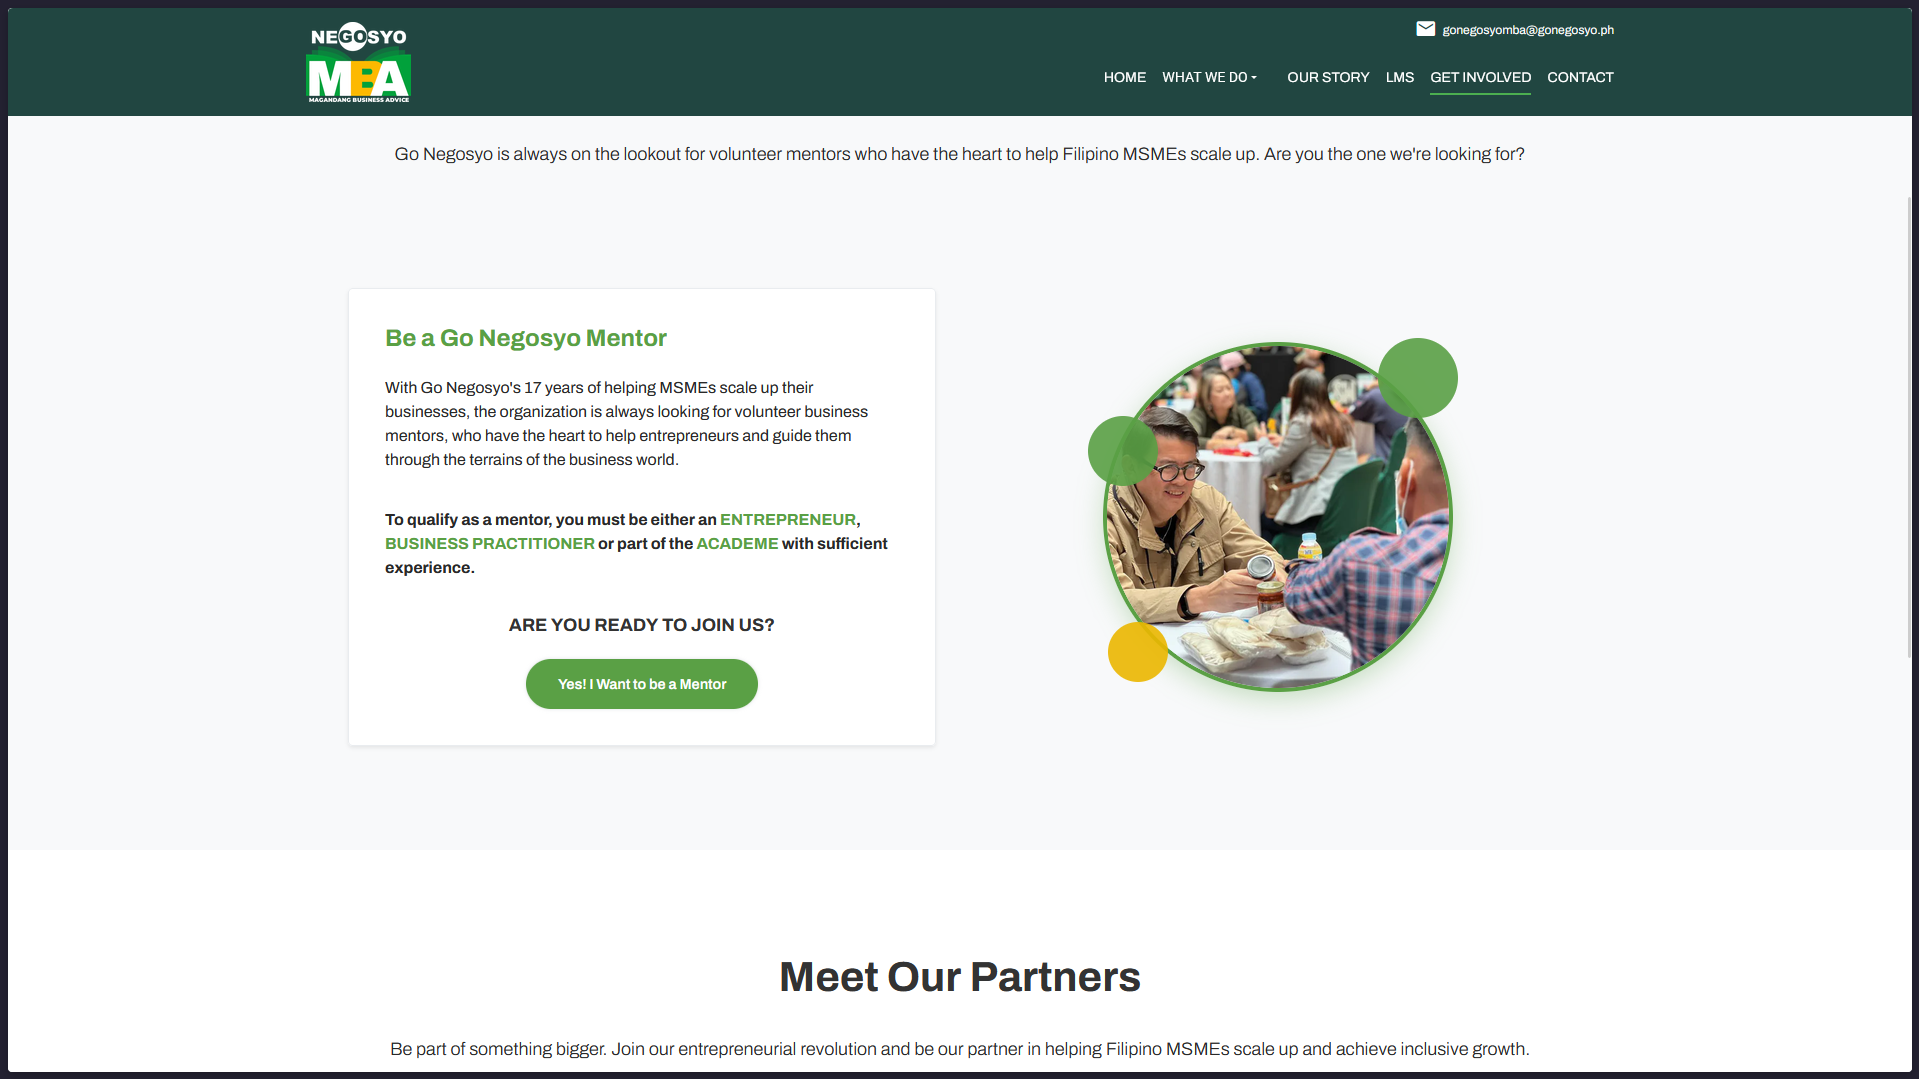 NEGOSYO
MBA
MAGANDANG BUSINESS ADVICE
gonegosyomba@gonegosyo.ph
HOME WHAT WE DO OUR STORY LMS GET INVOLVED CONTACT
Go Negosyo is always on the lookout for volunteer mentors who have the heart to help Filipino MSMEs scale up. Are you the one we're looking for?
Be a Go Negosyo Mentor
With Go Negosyo's 17 years of helping MSMEs scale up their
businesses, the organization is always looking for volunteer business
mentors, who have the heart to help entrepreneurs and guide them
through the terrains of the business world.
To qualify as a mentor, you must be either an ENTREPRENEUR,
BUSINESS PRACTITIONER or part of the ACADEME with sufficient
experience.
ARE YOU READY TO JOIN US?
Yes! I Want to be a Mentor
Meet Our Partners
Be part of something bigger. Join our entrepreneurial revolution and be our partner in helping Filipino MSMEs scale up and achieve inclusive growth.